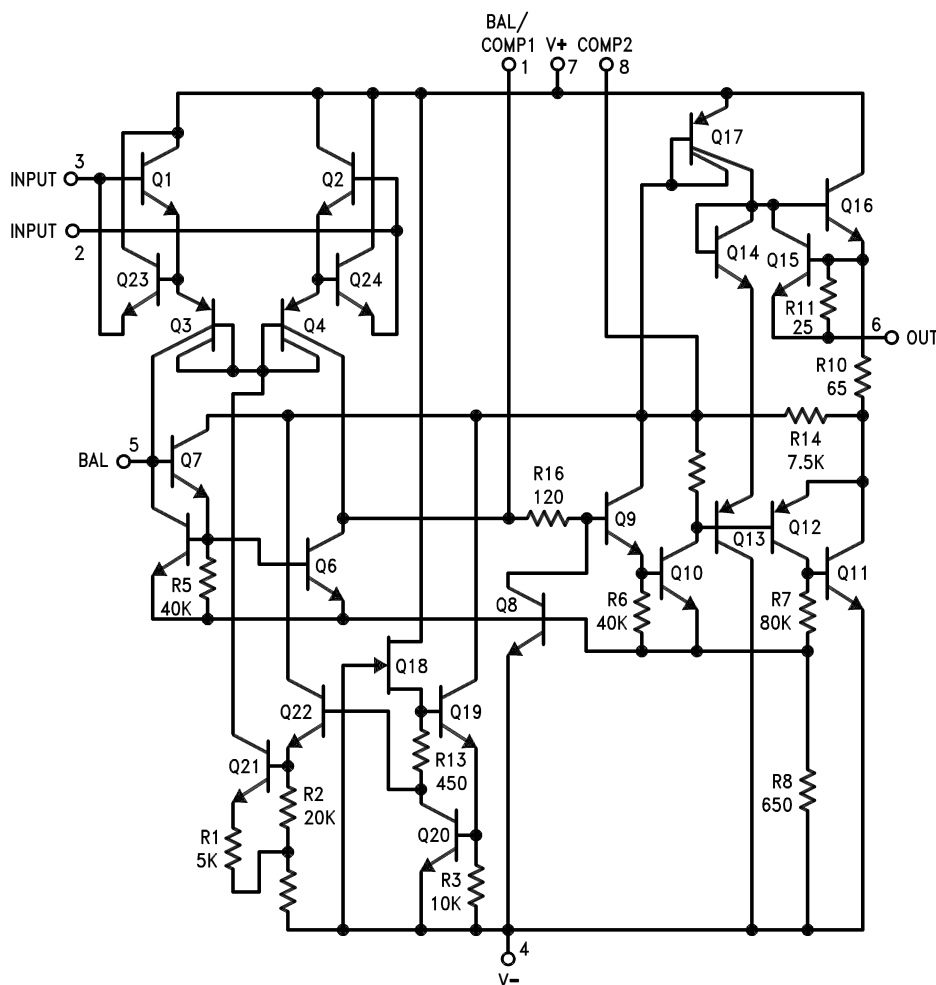 BAL/
COMP1 V+ COMP2
1 7 8
Q17
3
INPUT Q1 Q2
Q16
INPUT
2
Q14 Q15
Q23 Q24
R11
25
6
OUT
Q3 Q4
R10
65
5
BAL Q7
R14
7.5K
R16
120
Q9 Q13 Q12
Q6 Q10 Q11
R5
40K
Q8
R6
40K
R7
80K
Q18
Q22 Q19
Q21
R13
450
R8
650
R2
20K
R1
5K
Q20
R3
10K
4
V-